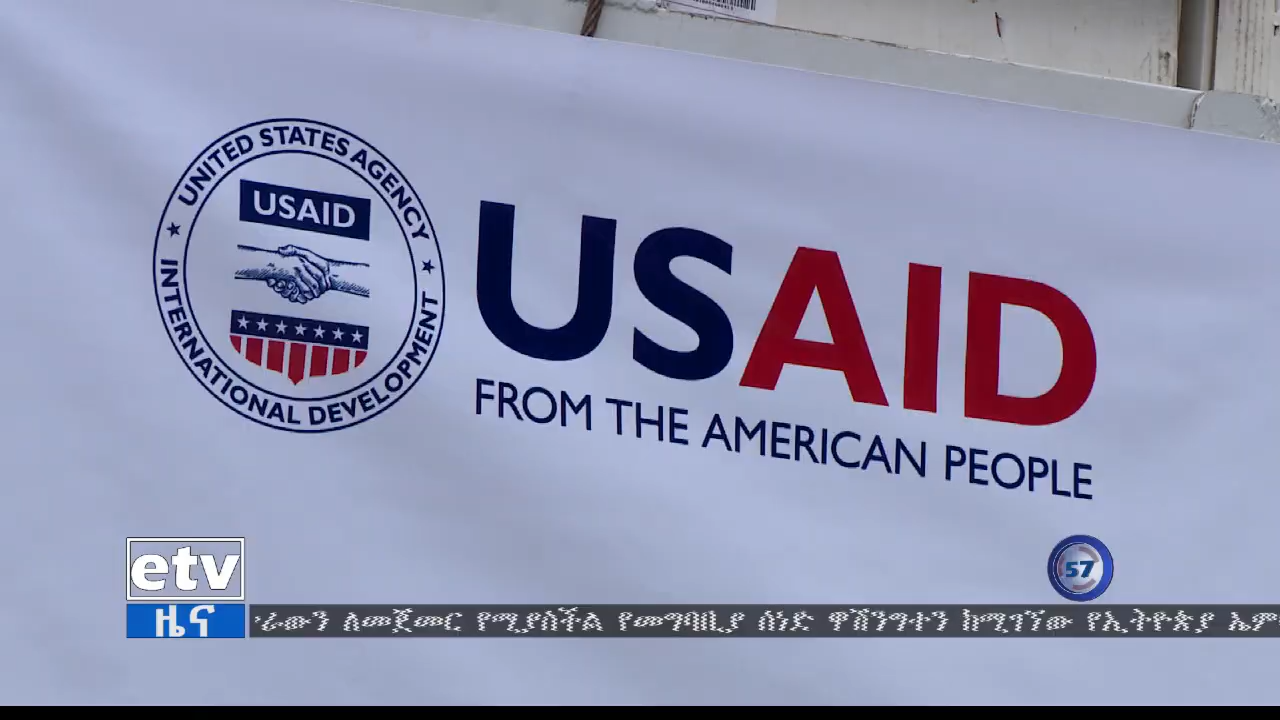 UNITED STATES AGENCY
INTERNATIONAL DEVELOPMENT
USAID
USAID
FROM THE AMERICAN PEOPLE
etv
57
ዜና
ለመጀመር የሚያስችል የመግባቢያ ሰነድ ዋሽንግተን ከሚገኘው የኢትዮጵያ